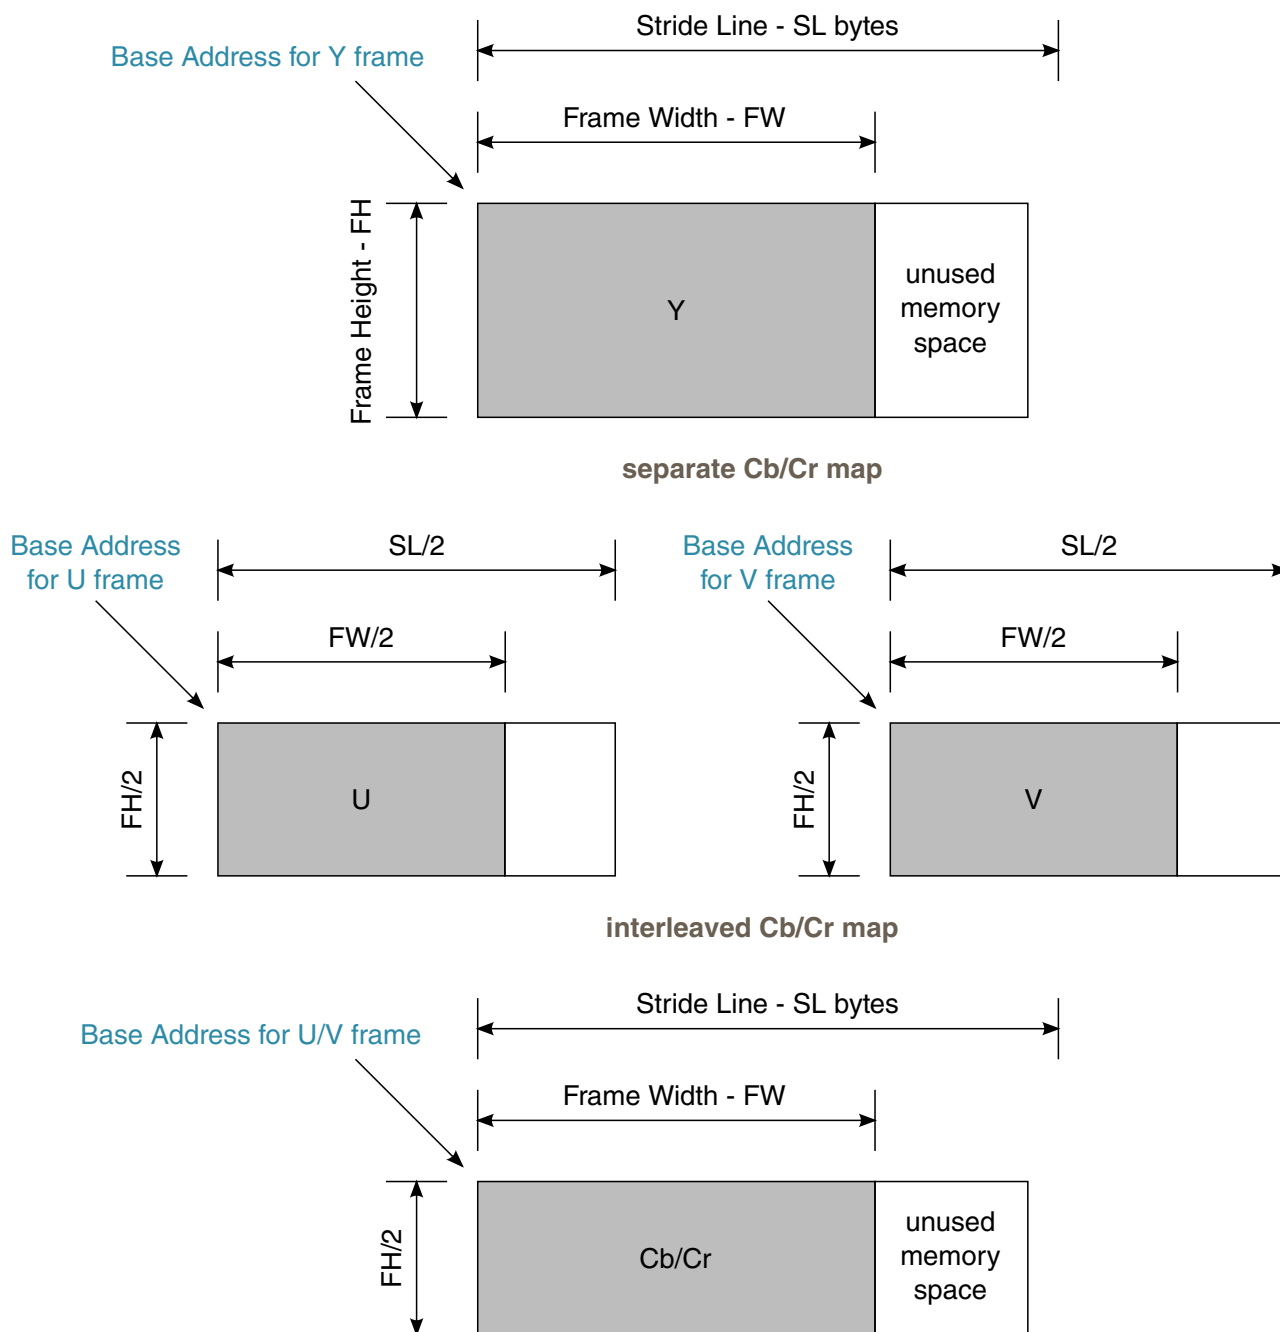 Stride Line - SL bytes
Base Address for Y frame
Frame Width - FW
Frame Height - FH
Y
unused
memory
space
separate Cb/Cr map
Base Address
for U frame
SL/2
FW/2
FH/2
U
Base Address
for V frame
SL/2
FW/2
FH/2
V
interleaved Cb/Cr map
Stride Line - SL bytes
Base Address for U/V frame
Frame Width - FW
FH/2
Cb/Cr
unused
memory
space